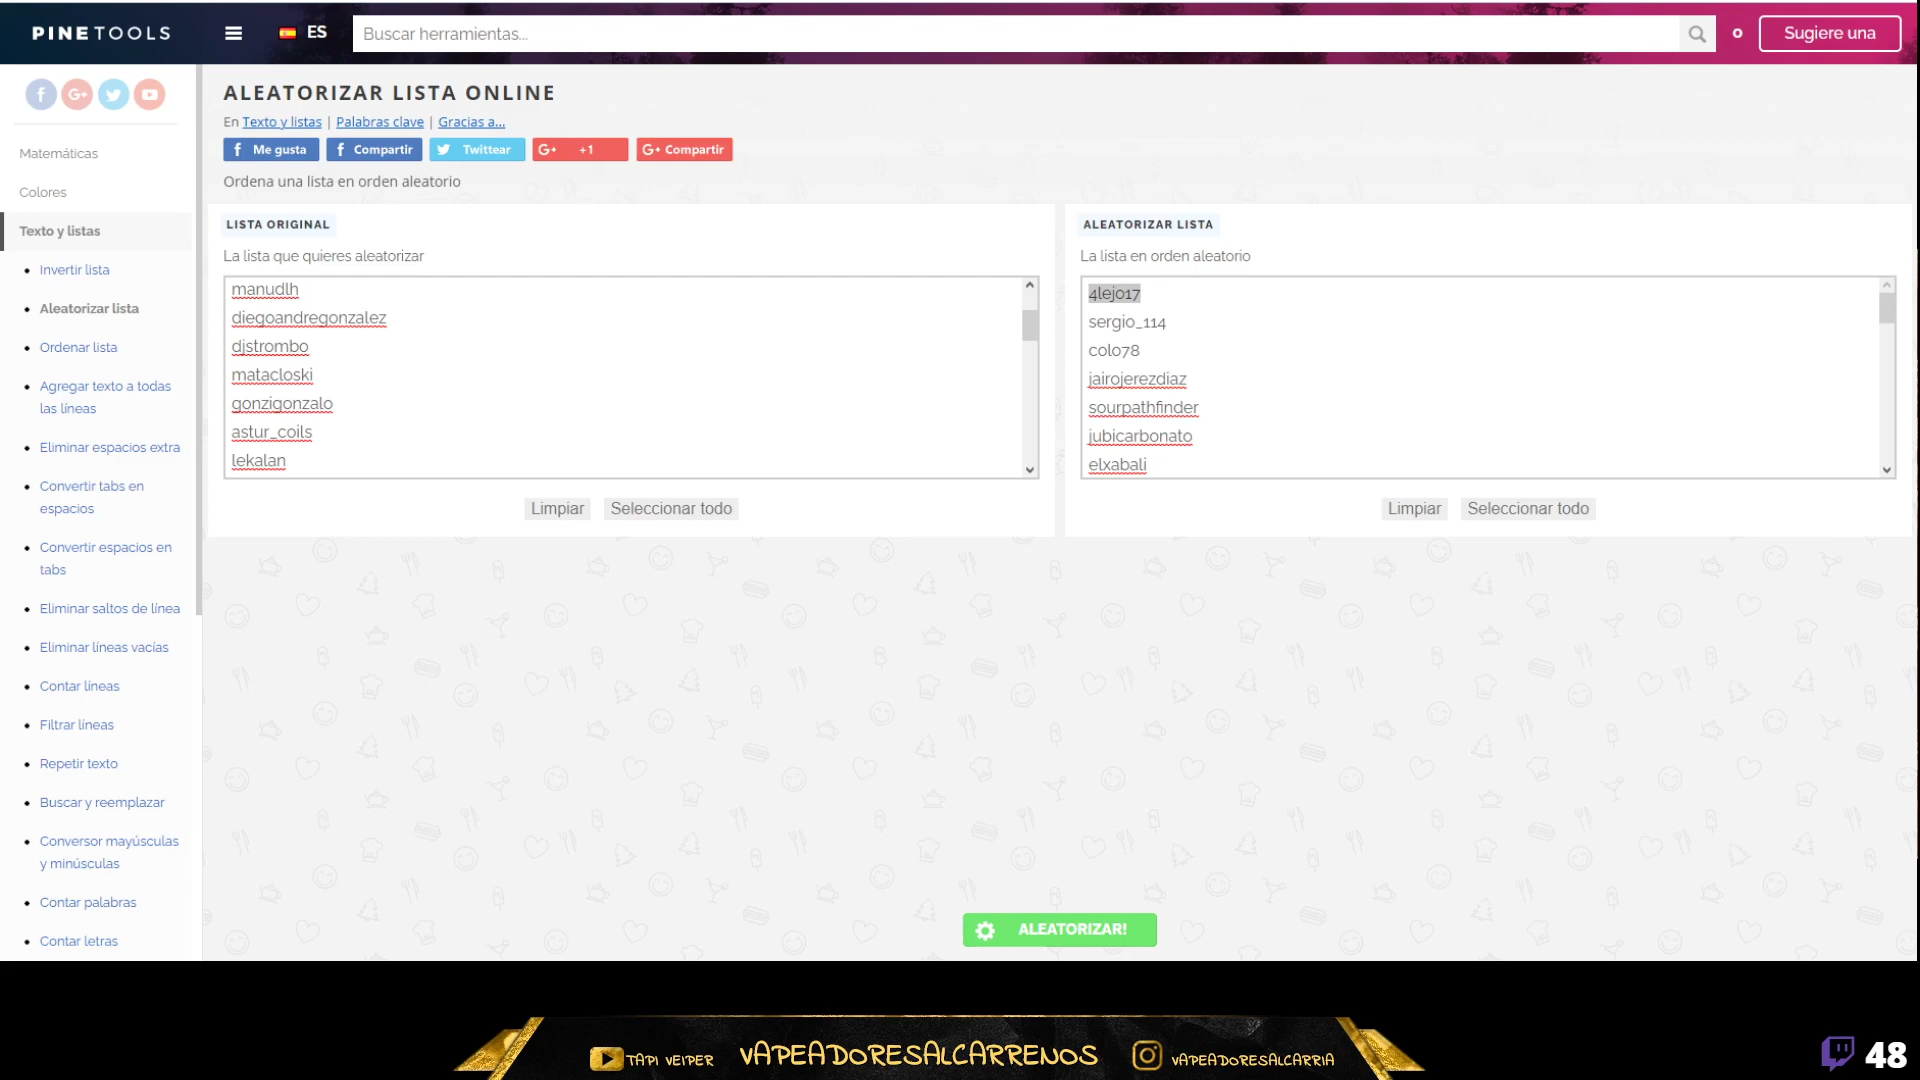 PINETOOLS
ES
Buscar herramientas...
o
Sugiere una
Matemáticas
Colores
Texto y listas
Invertir lista
Aleatorizar lista
Ordenar lista
Agregar texto a todas
las líneas
Eliminar espacios extra
Convertir tabs en
espacios
Convertir espacios en
tabs
Eliminar saltos de línea
Eliminar líneas vacías
Contar líneas
Filtrar líneas
Repetir texto
Buscar y reemplazar
Conversor mayúsculas
y minúsculas
Contar palabras
Contar letras
ALEATORIZAR LISTA ONLINE
En Texto y listas | Palabras clave | Gracias a...
Me gusta
Compartir
Twittear
G+ +1
G+ Compartir
Ordena una lista en orden aleatorio
LISTA ORIGINAL
La lista que quieres aleatorizar
manudlh
diegoandregonzalez
djstrombo
matacloski
gonzigonzalo
astur_coils
lekalan
Limpiar
Seleccionar todo
ALEATORIZAR LISTA
La lista en orden aleatorio
4lejo17
sergio_114
colo78
jairojerezdiaz
sourpathfinder
jubicarbonato
elxabali
Limpiar
Seleccionar todo
ALEATORIZAR!
TAPI VEIPER
VAPEADORESALCARREÑOS
VAPEADORESALCARRIA
48